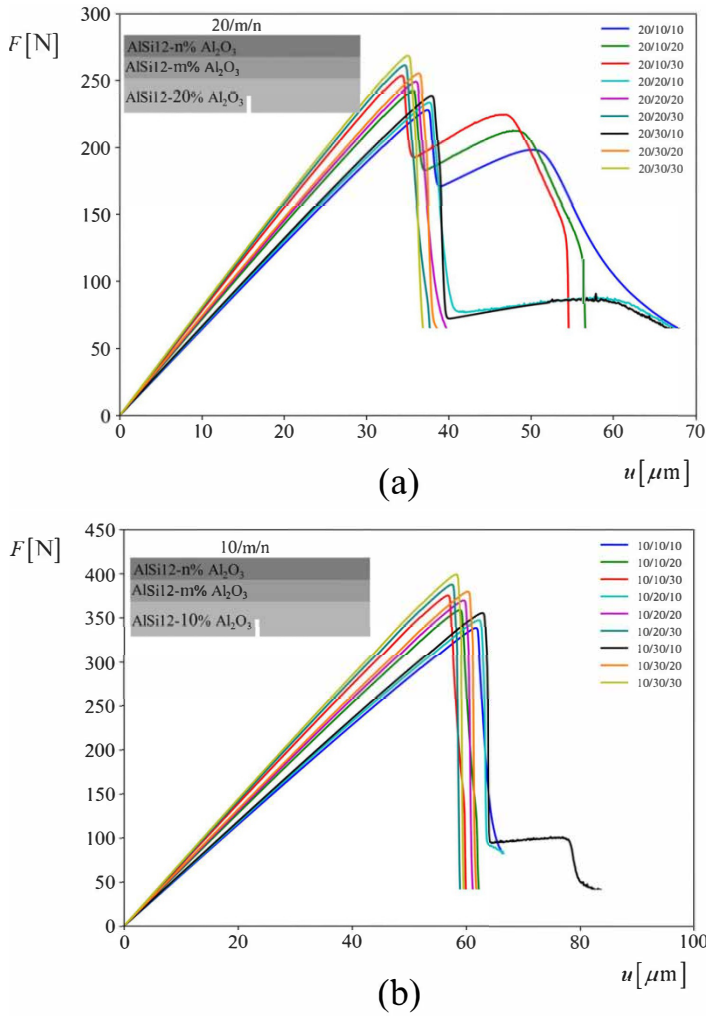 20/m/n
F[N]
AlSi12-n% Al2O3
AlSi12-m% Al2O3
AlSi12-20% Al2O3
300
250
200
150
100
50
0
0 10 20 30 40 50 60 70
20/10/10
20/10/20
20/10/30
20/20/10
20/20/20
20/20/30
20/30/10
20/30/20
20/30/30
u[μm]
(a)
10/m/n
F[N]
AlSi12-n% Al2O3
AlSi12-m% Al2O3
AlSi12-10% Al2O3
450
400
350
300
250
200
150
100
50
0
0 20 40 60 80 100
10/10/10
10/10/20
10/10/30
10/20/10
10/20/20
10/20/30
10/30/10
10/30/20
10/30/30
u[μm]
(b)